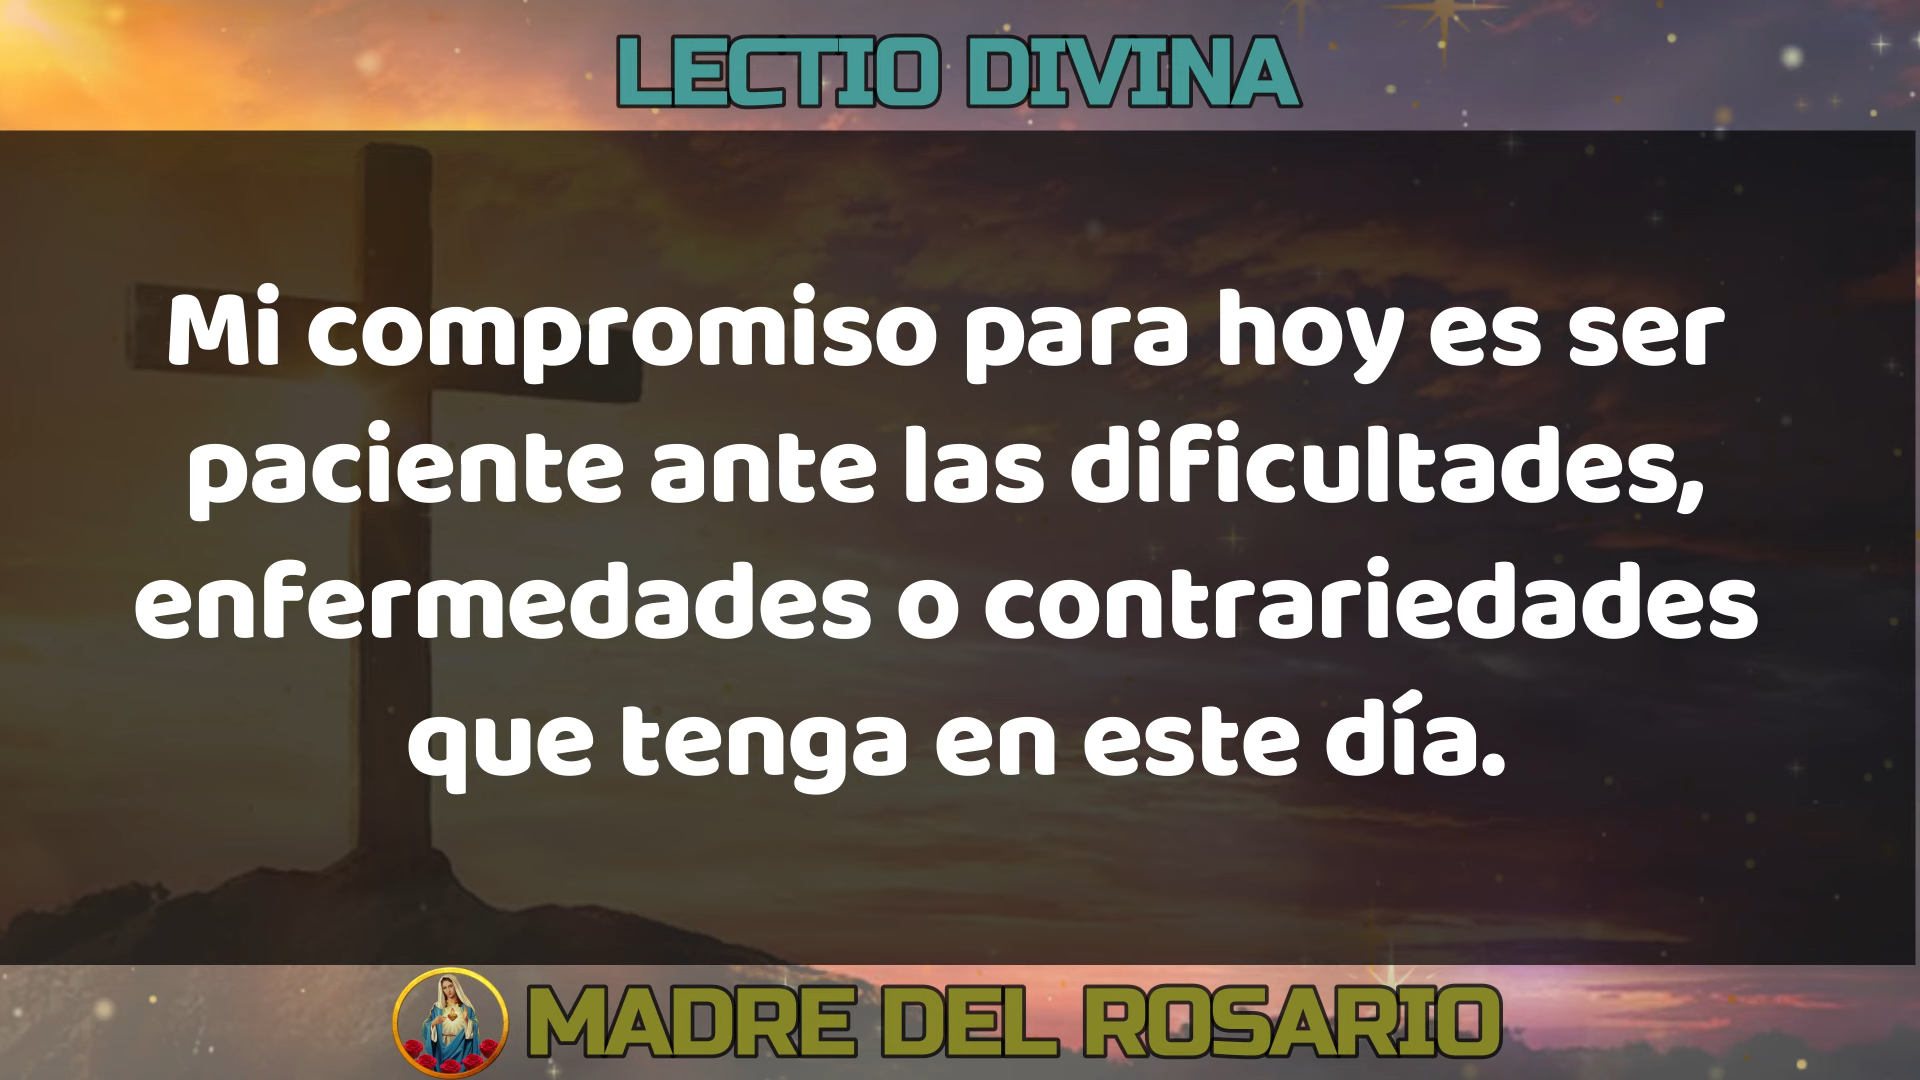 LECTIO DIVINA
Mi compromiso para hoy es ser
paciente ante las dificultades,
enfermedades o contrariedades
que tenga en este día.
MADRE DEL ROSARIO